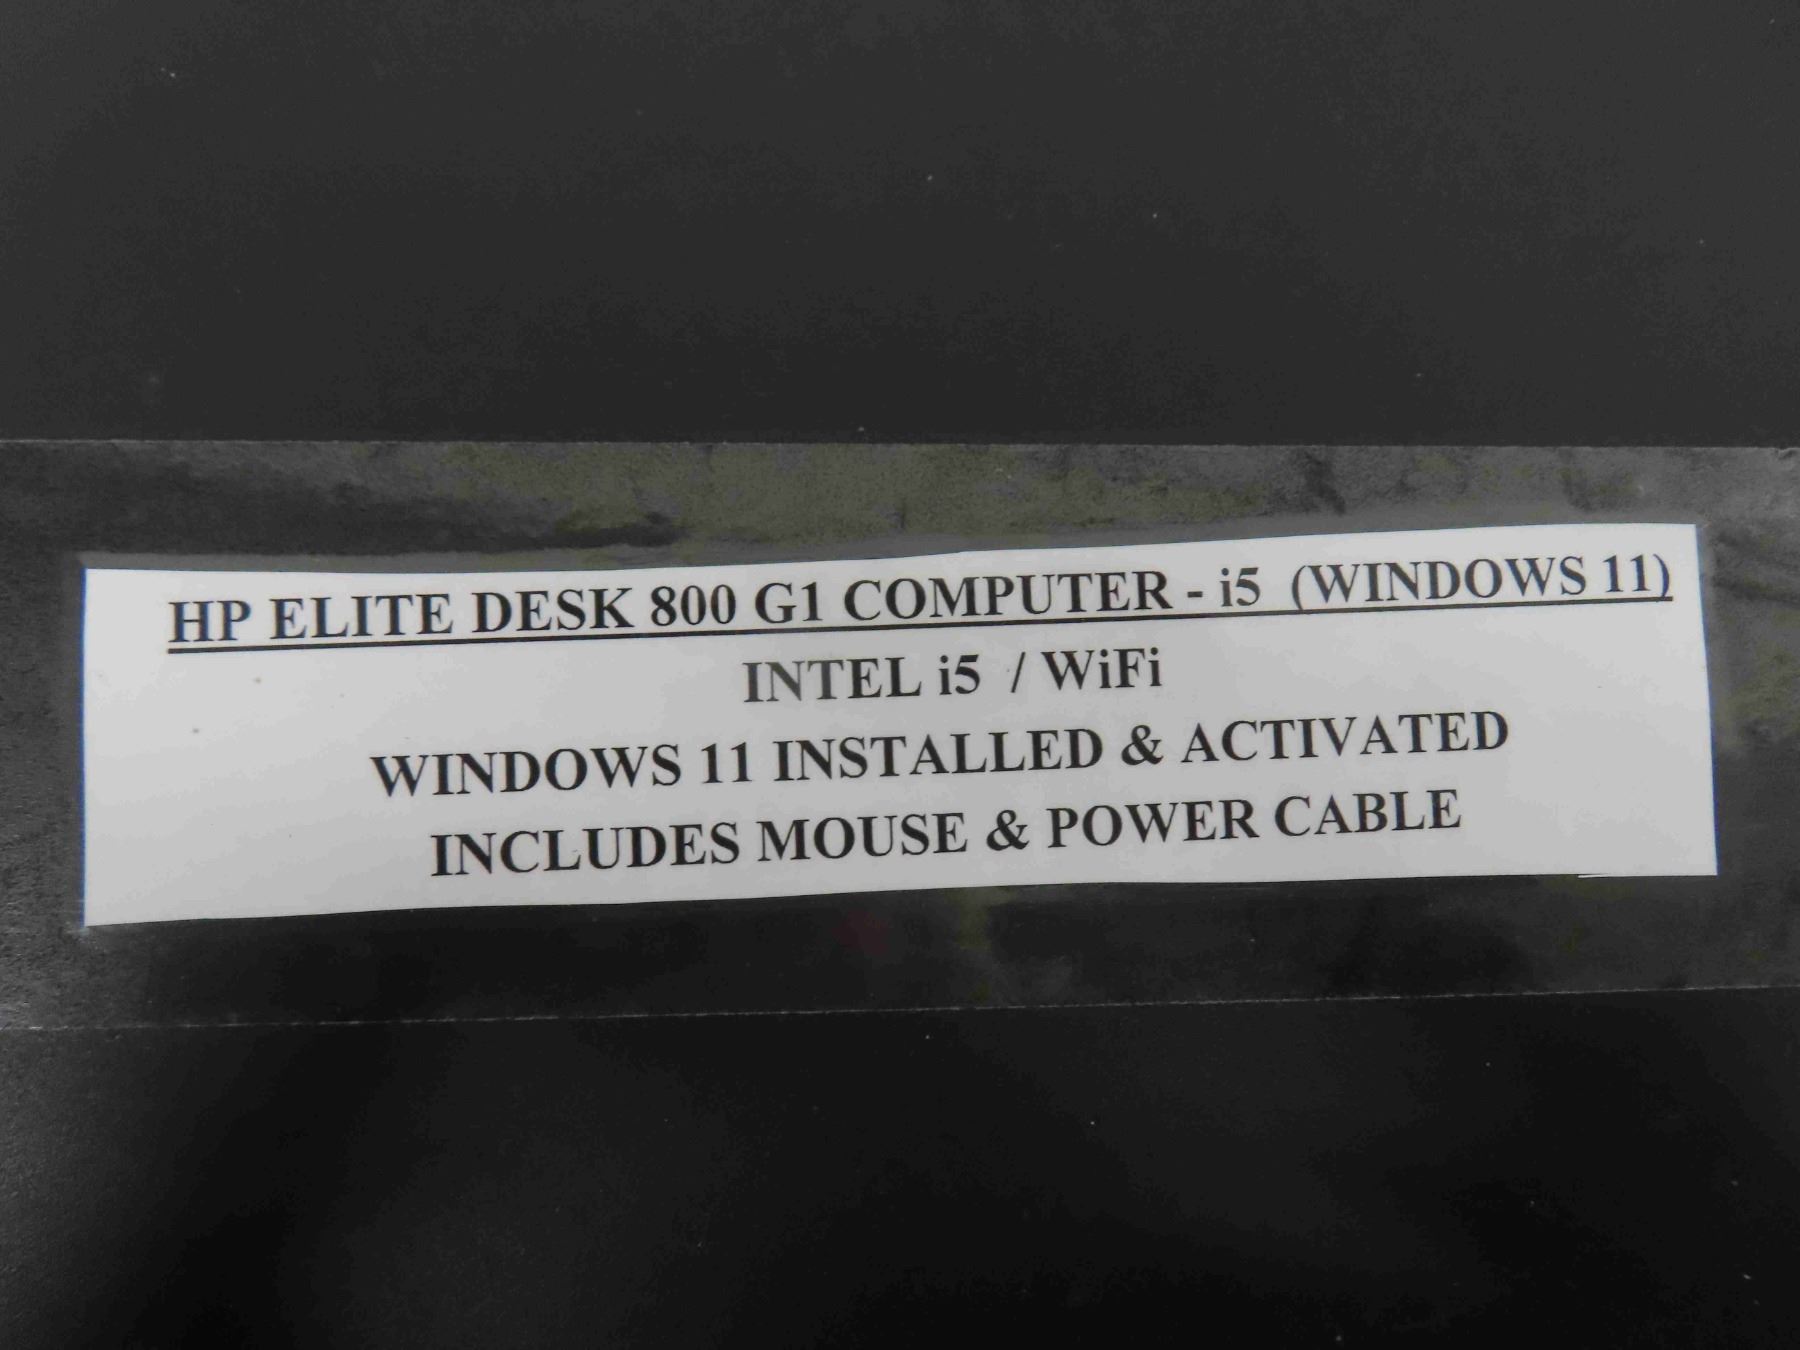 HP ELITE DESK 800 G1 COMPUTER - i5 (WINDOWS 11)
INTEL i5 / WiFi
WINDOWS 11 INSTALLED & ACTIVATED
INCLUDES MOUSE & POWER CABLE